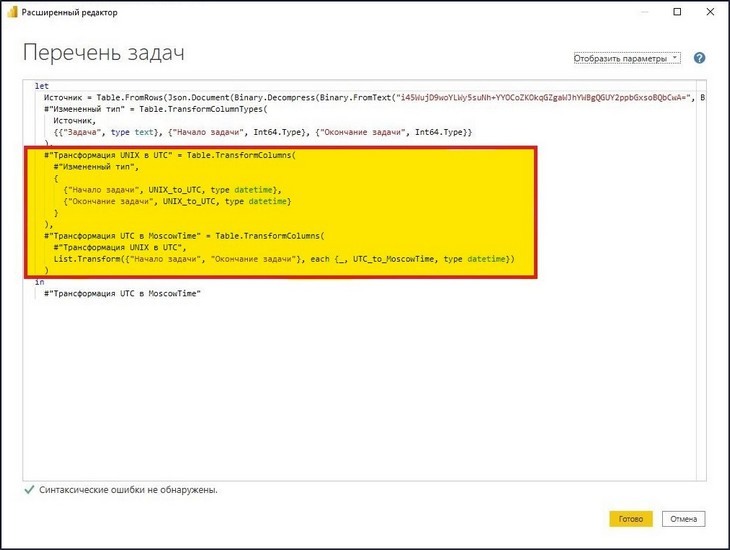 Расширенный редактор
Перечень задач
Отобразить параметры
?
let
Источник = Table.FromRows(Json.Document(Binary.Decompress(Binary.FromText("i45WujD9woYLWy5suNh+YYOCoZKOkqGZgaWJhYWBgQGUY2ppbGxsoBQbCwA=", B
#"Измененный тип" = Table.TransformColumnTypes(
Источник,
{{"Задача", type text}, {"Начало задачи", Int64.Type}, {"Окончание задачи", Int64.Type}}
),
#"Трансформация UNIX в UTC" = Table.TransformColumns(
#"Измененный тип",
{
{"Начало задачи", UNIX_to_UTC, type datetime},
{"Окончание задачи", UNIX_to_UTC, type datetime}
}
),
#"Трансформация UTC в MoscowTime" = Table.TransformColumns(
#"Трансформация UNIX в UTC",
List.Transform({"Начало задачи", "Окончание задачи"}, each {_, UTC_to_MoscowTime, type datetime})
)
in
#"Трансформация UTC в MoscowTime"
Синтаксические ошибки не обнаружены.
Готово
Отмена